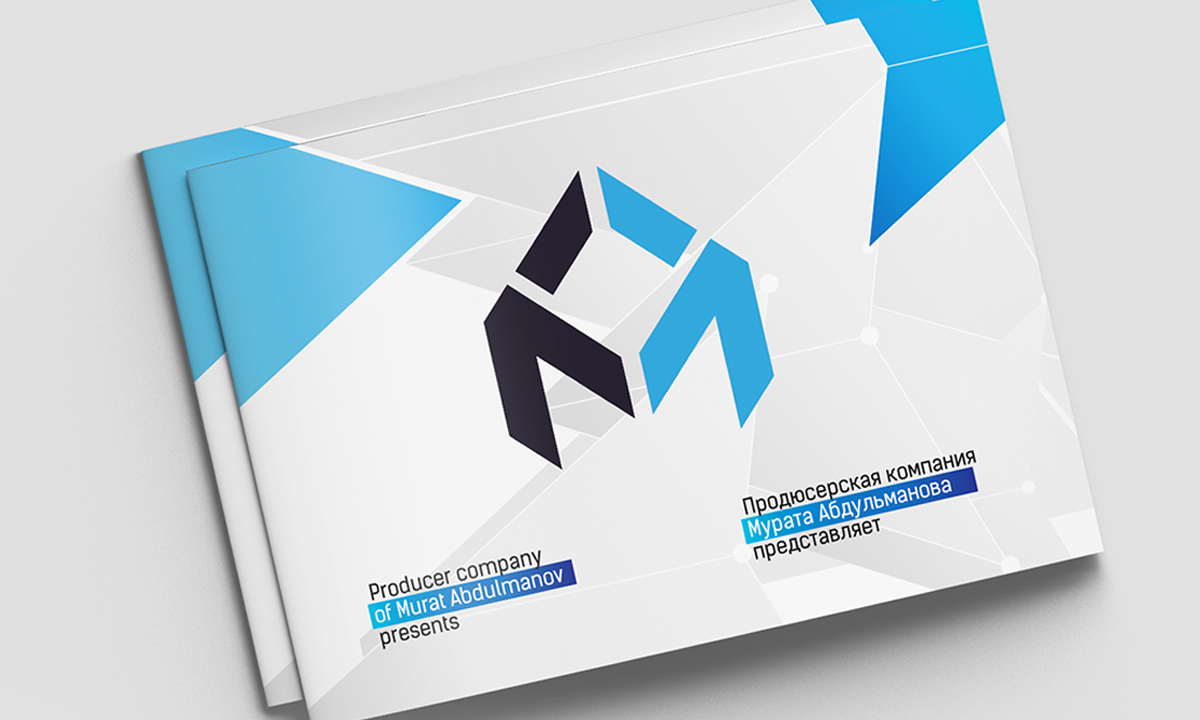 Producer company
of Murat Abdulmanov
presents
Продюсерская компания
Мурата Абдульманова
представляет